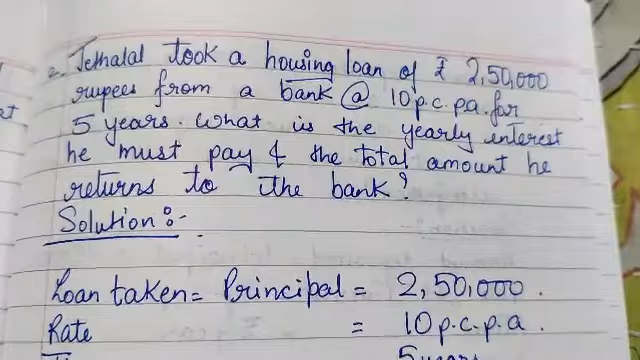 2. Jethalal took a housing loan of ₹ 2,50,000
rupees from a bank @ 10 p.c.p.a. for
5 years. What is the yearly interest
he must pay & the total amount he
returns to the bank?
Solution :-
Loan taken = Principal = 2,50,000.
Rate = 10 p.c.p.a.
5 years